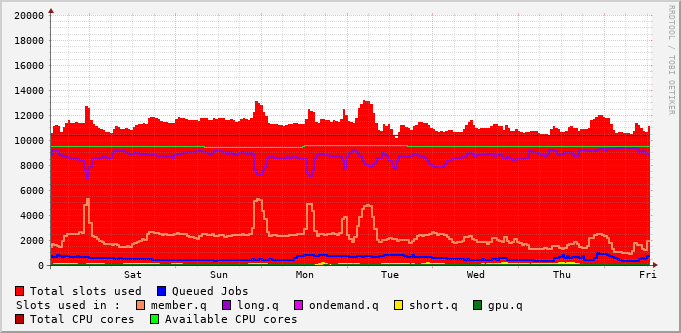 20000
18000
16000
14000
12000
10000
8000
6000
4000
2000
0
Sat Sun Mon Tue Wed Thu Fri
Total slots used Queued Jobs
Slots used in : member.q long.q ondemand.q short.q gpu.q
Total CPU cores Available CPU cores
RRDTOOL / TOBI OETIKER